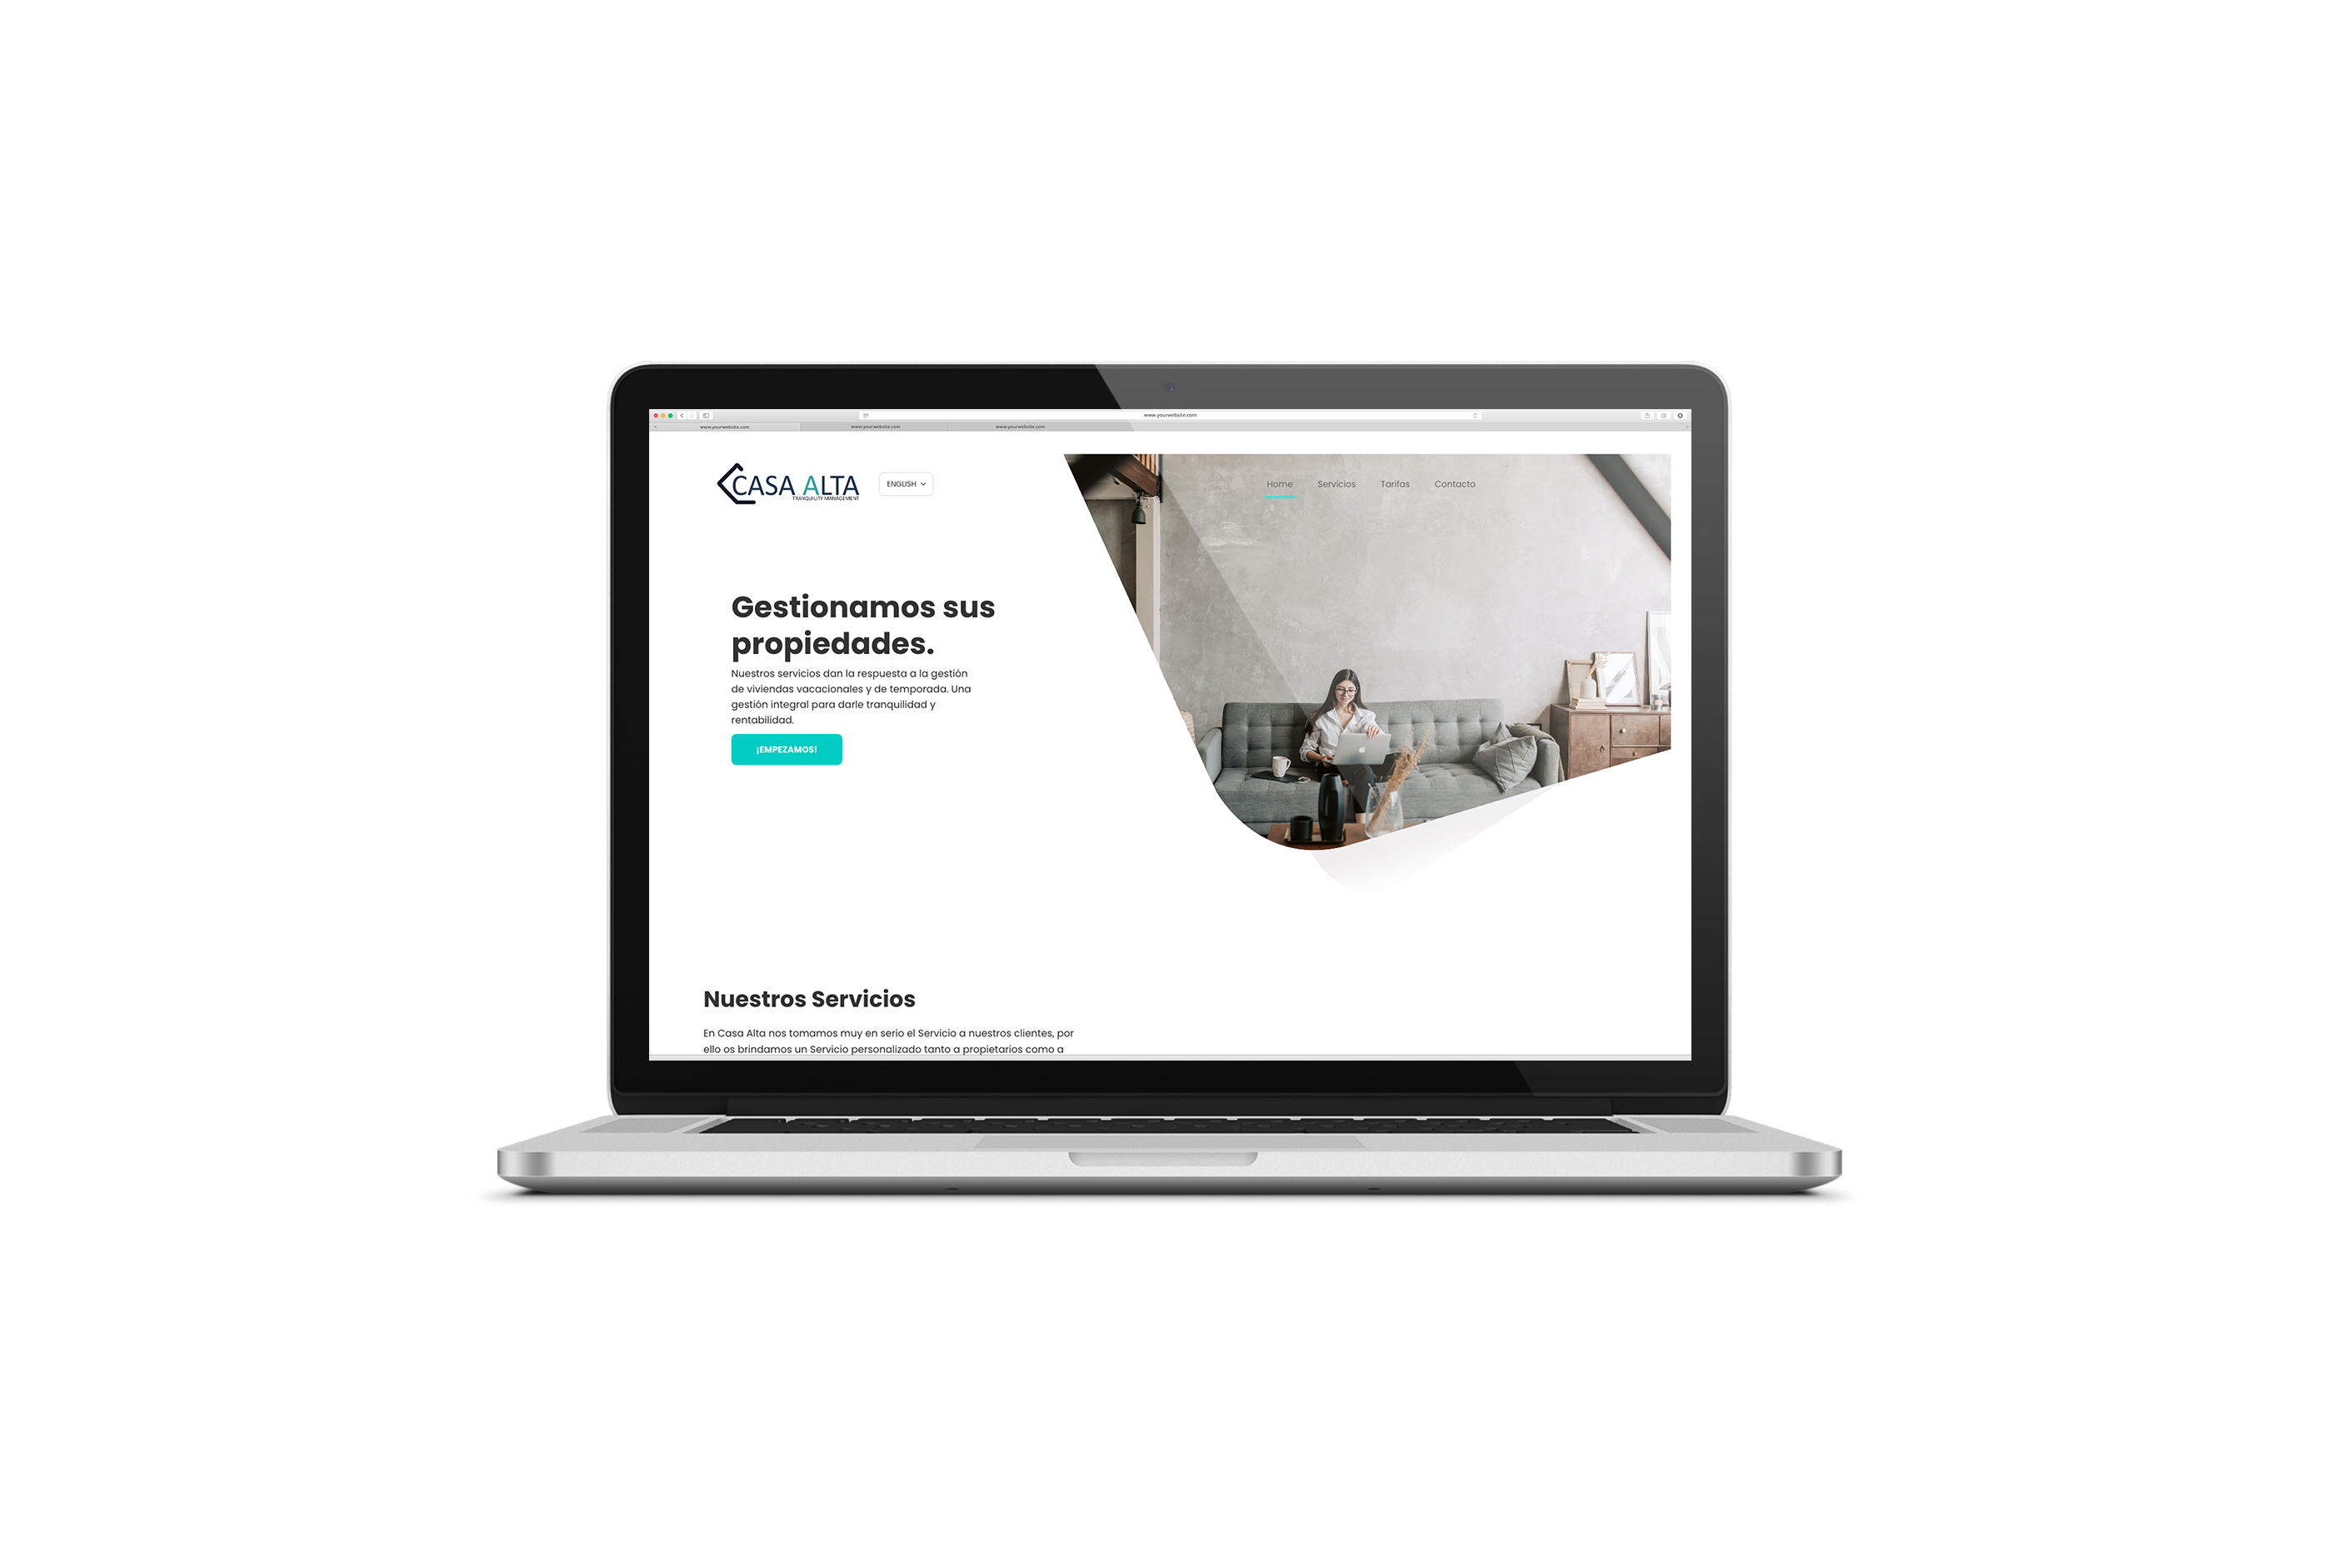 www.yourwebsite.com
www.yourwebsite.com
www.yourwebsite.com
www.yourwebsite.com
CASA ALTA
TRANQUILITY MANAGEMENT
ENGLISH
Home Servicios Tarifas Contacto
Gestionamos sus
propiedades.
Nuestros servicios dan la respuesta a la gestión
de viviendas vacacionales y de temporada. Una
gestión integral para darle tranquilidad y
rentabilidad.
¡EMPEZAMOS!
Nuestros Servicios
En Casa Alta nos tomamos muy en serio el Servicio a nuestros clientes, por
ello os brindamos un Servicio personalizado tanto a propietarios como a